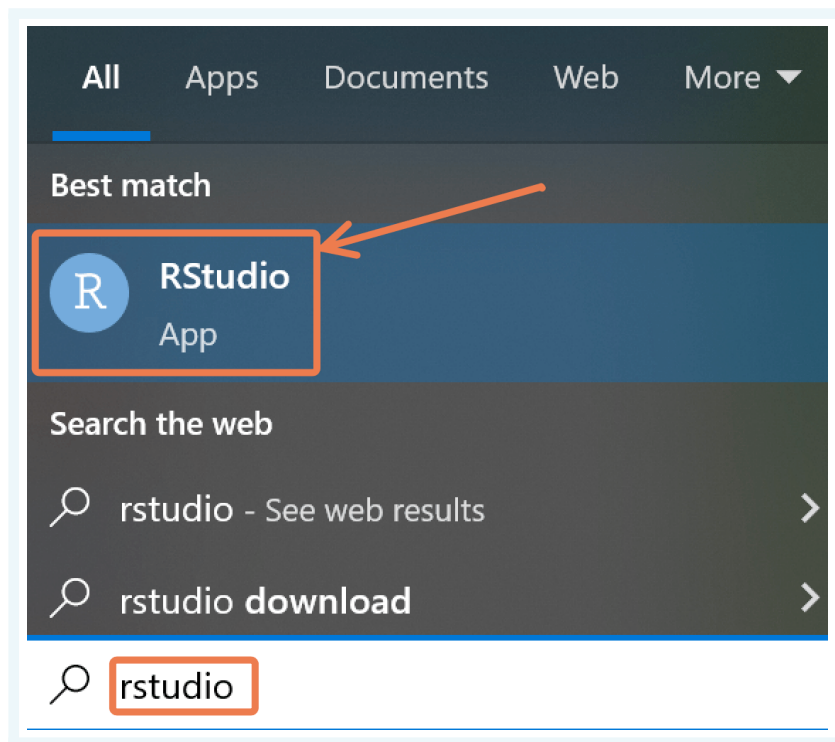 All Apps Documents Web More
Best match
R
RStudio
App
Search the web
rstudio - See web results
rstudio download
rstudio